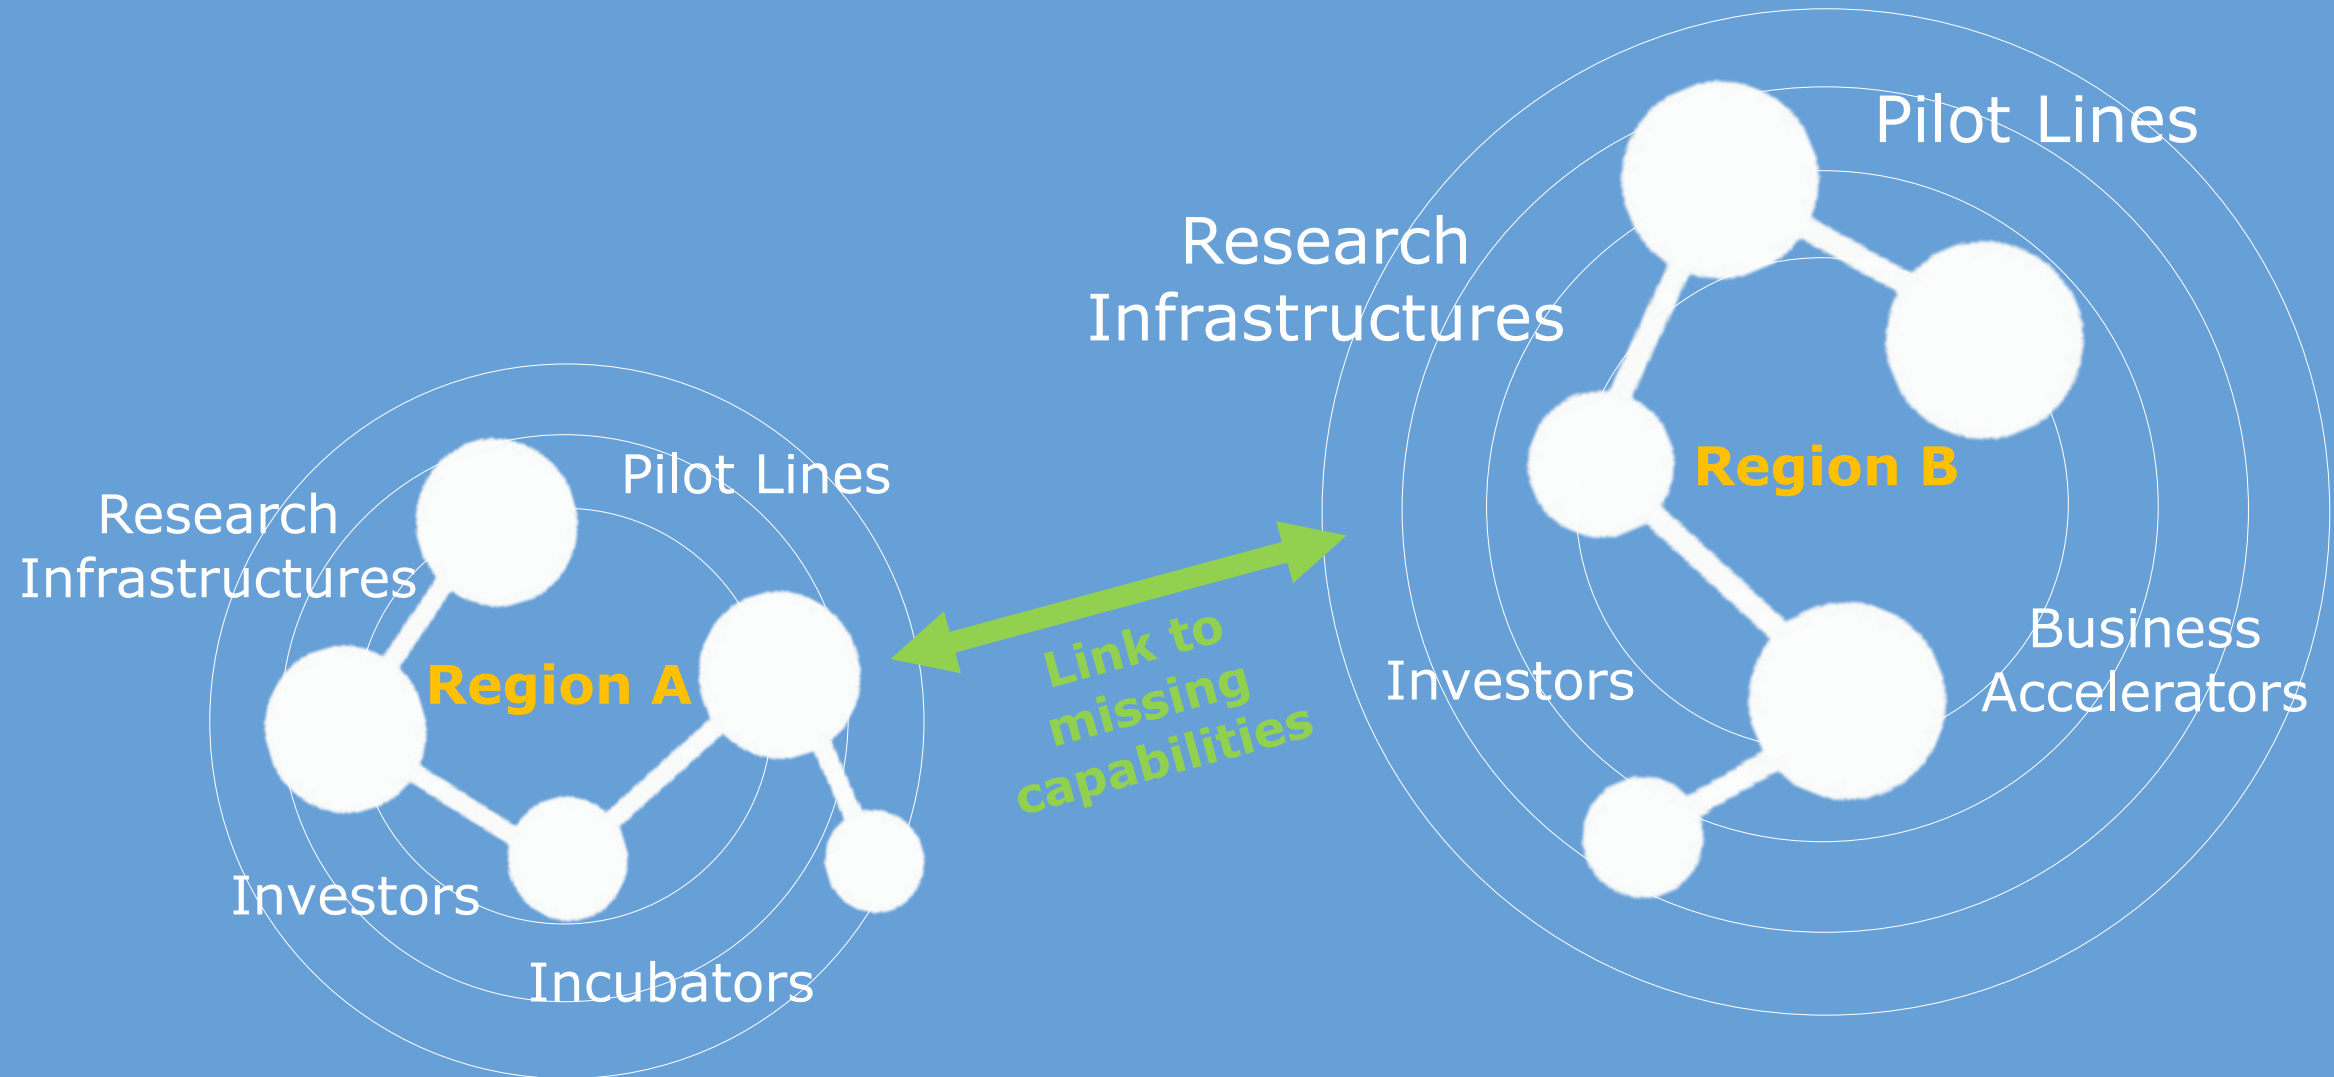 Research
Infrastructures
Pilot Lines
Region A
Investors
Incubators
Link to
missing
capabilities
Research
Infrastructures
Pilot Lines
Region B
Investors
Business
Accelerators